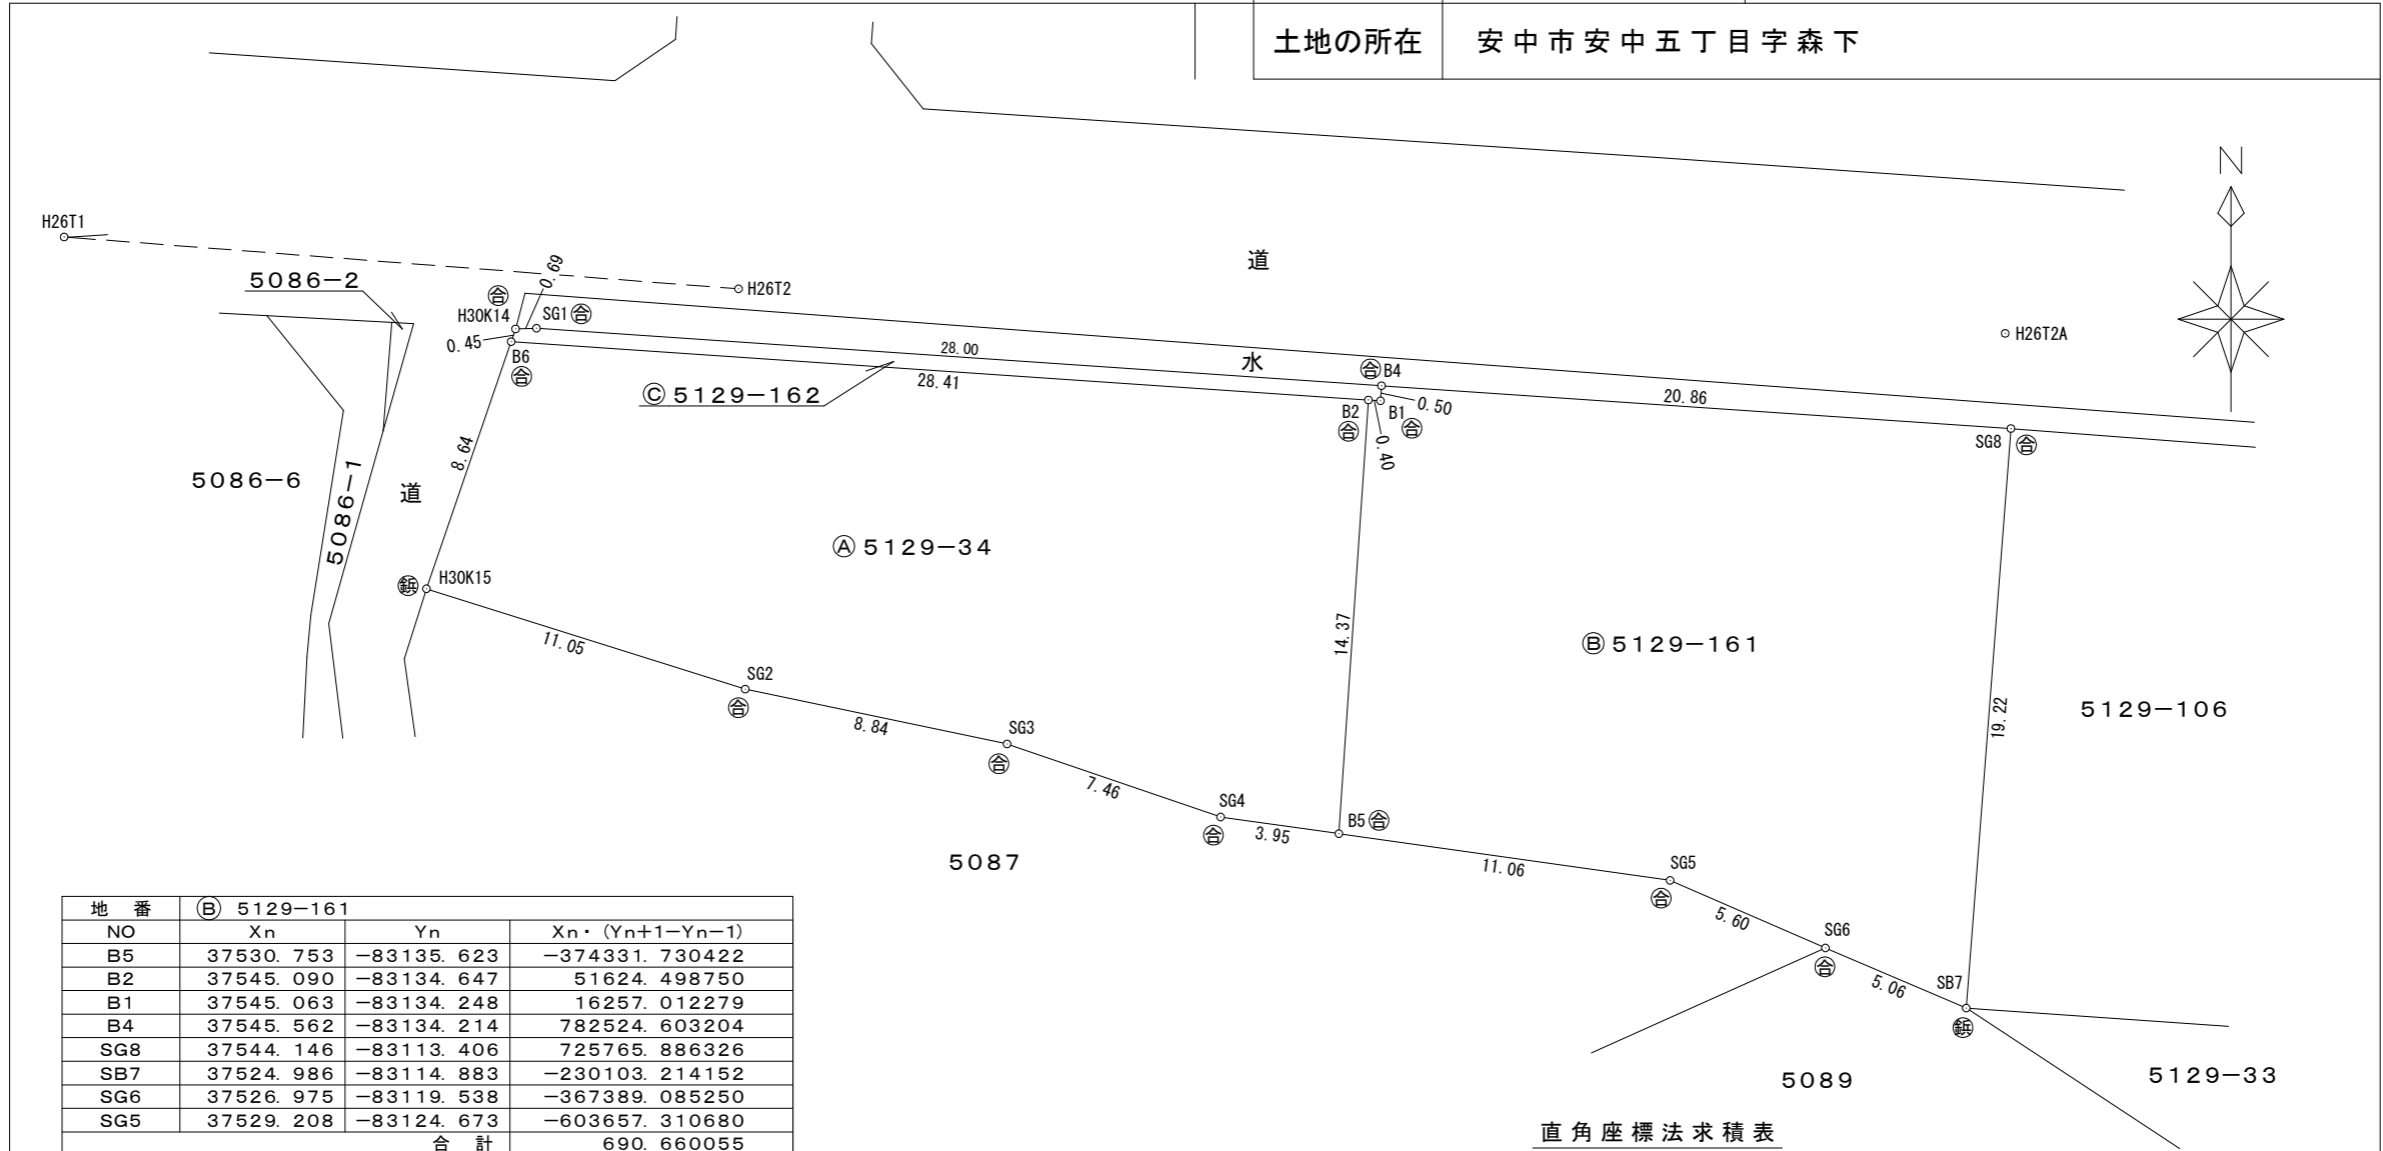 土地の所在 安中市安中五丁目字森下
N
H26T1
5086-2
0.69
道
合
H26T2
H30K14
SG1 合
H26T2A
0.45
B6
合
28.00
水
合 B4
28.41
Ⓒ 5129-162
0.50
20.86
B2
合
B1
合
0.40
SG8
合
8.64
5086-6
5086-1
道
Ⓐ 5129-34
鋲 H30K15
11.05
14.37
Ⓑ 5129-161
SG2
合
8.84
SG3
合
19.22
5129-106
7.46
SG4
合
3.95
B5 合
5087
11.06
SG5
合
5.60
SG6
合
5.06
SB7
鋲
5089
5129-33
直角座標法求積表
地 番 Ⓑ 5129-161
NO Xn Yn Xn・(Yn+1-Yn-1)
B5 37530.753 -83135.623 -374331.730422
B2 37545.090 -83134.647 51624.498750
B1 37545.063 -83134.248 16257.012279
B4 37545.562 -83134.214 782524.603204
SG8 37544.146 -83113.406 725765.886326
SB7 37524.986 -83114.883 -230103.214152
SG6 37526.975 -83119.538 -367389.085250
SG5 37529.208 -83124.673 -603657.310680
合 計 690.660055